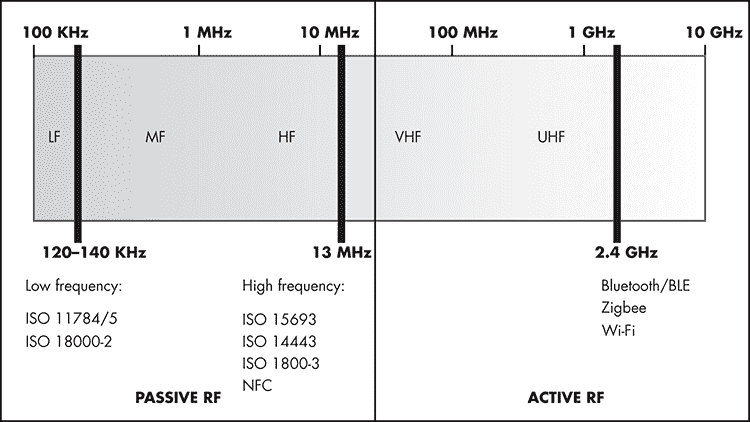 100 KHz 1 MHz 10 MHz 100 MHz 1 GHz 10 GHz
LF MF HF VHF UHF
120–140 KHz 13 MHz 2.4 GHz
Low frequency:
ISO 11784/5
ISO 18000-2
High frequency:
ISO 15693
ISO 14443
ISO 1800-3
NFC
Bluetooth/BLE
Zigbee
Wi-Fi
PASSIVE RF ACTIVE RF